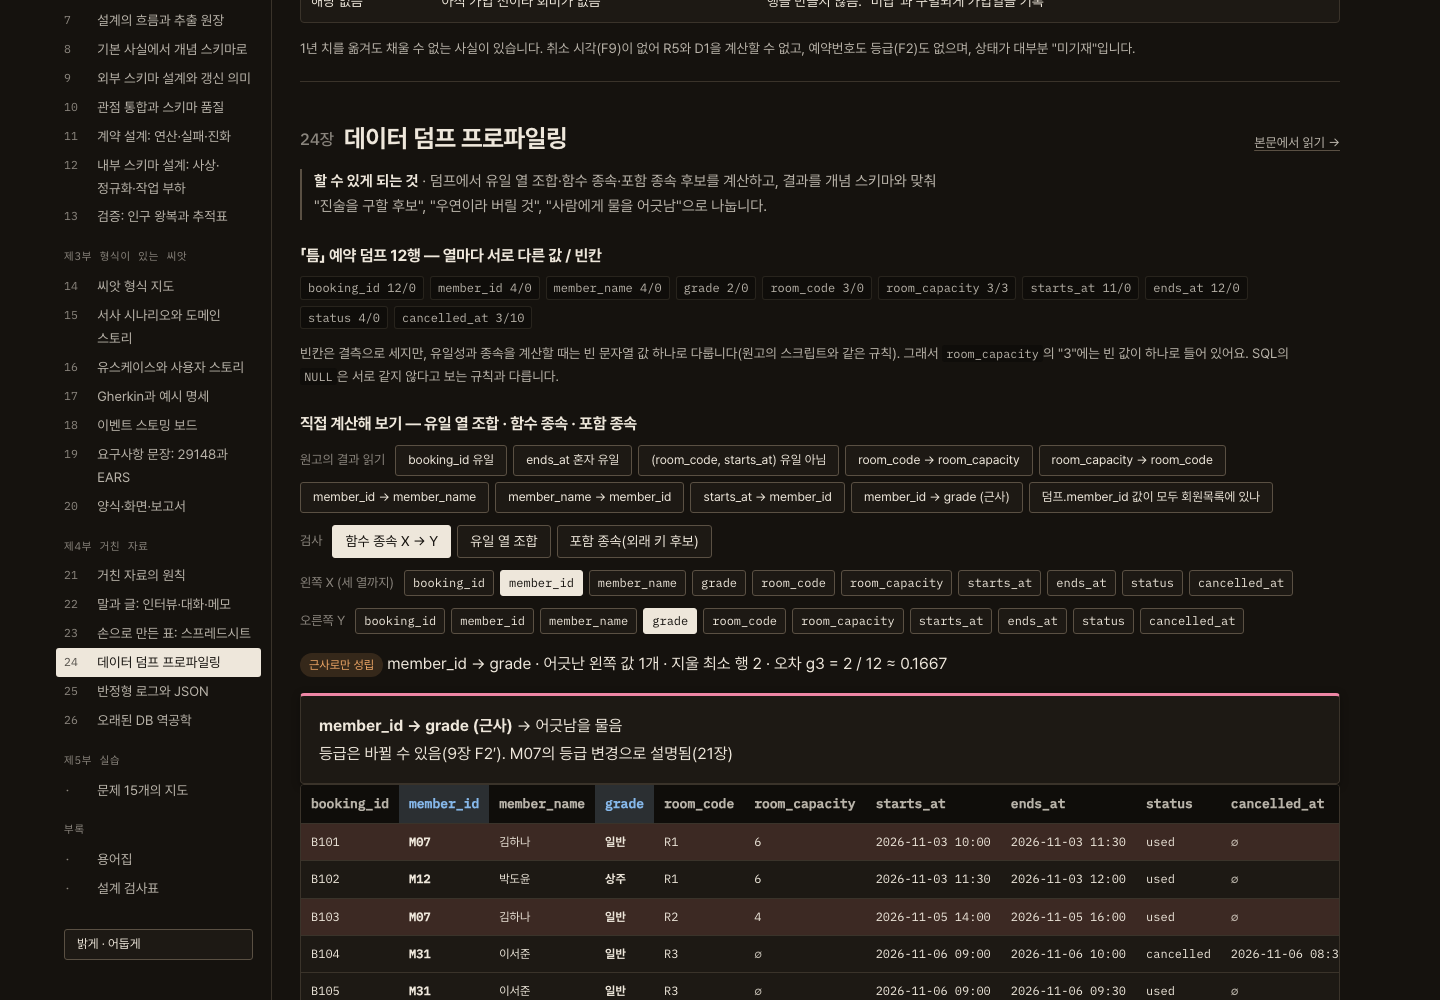 7 설계의 흐름과 추출 원장
8 기본 사실에서 개념 스키마로
9 외부 스키마 설계와 갱신 의미
10 관점 통합과 스키마 품질
11 계약 설계: 연산·실패·진화
12 내부 스키마 설계: 사상·
정규화·작업 부하
13 검증: 인구 왕복과 추적표
제3부 형식이 있는 씨앗
14 씨앗 형식 지도
15 서사 시나리오와 도메인
스토리
16 유스케이스와 사용자 스토리
17 Gherkin과 예시 명세
18 이벤트 스토밍 보드
19 요구사항 문장: 29148과
EARS
20 양식·화면·보고서
제4부 거친 자료
21 거친 자료의 원칙
22 말과 글: 인터뷰·대화·메모
23 손으로 만든 표: 스프레드시트
24 데이터 덤프 프로파일링
25 반정형 로그와 JSON
26 오래된 DB 역공학
제5부 실습
· 문제 15개의 지도
부록
· 용어집
· 설계 검사표
밝게 · 어둡게
1년 치를 옮겨도 채울 수 없는 사실이 있습니다. 취소 시각(F9)이 없어 R5와 D1을 계산할 수 없고, 예약번호도 등급(F2)도 없으며, 상태가 대부분 "미기재"입니다.
24장 데이터 덤프 프로파일링
본문에서 읽기 →
할 수 있게 되는 것 · 덤프에서 유일 열 조합·함수 종속·포함 종속 후보를 계산하고, 결과를 개념 스키마와 맞춰
"진술을 구할 후보", "우연이라 버릴 것", "사람에게 물을 어긋남"으로 나눕니다.
「틈」 예약 덤프 12행 — 열마다 서로 다른 값 / 빈칸
booking_id 12/0 member_id 4/0 member_name 4/0 grade 2/0 room_code 3/0 room_capacity 3/3 starts_at 11/0 ends_at 12/0
status 4/0 cancelled_at 3/10
빈칸은 결측으로 세지만, 유일성과 종속을 계산할 때는 빈 문자열 값 하나로 다룹니다(원고의 스크립트와 같은 규칙). 그래서 room_capacity 의 "3"에는 빈 값이 하나로 들어 있어요. SQL의
NULL 은 서로 같지 않다고 보는 규칙과 다릅니다.
직접 계산해 보기 — 유일 열 조합 · 함수 종속 · 포함 종속
원고의 결과 읽기 booking_id 유일 ends_at 혼자 유일 (room_code, starts_at) 유일 아님 room_code → room_capacity room_capacity → room_code
member_id → member_name member_name → member_id starts_at → member_id member_id → grade (근사) 덤프.member_id 값이 모두 회원목록에 있나
검사 함수 종속 X → Y 유일 열 조합 포함 종속(외래 키 후보)
왼쪽 X (세 열까지) booking_id member_id member_name grade room_code room_capacity starts_at ends_at status cancelled_at
오른쪽 Y booking_id member_id member_name grade room_code room_capacity starts_at ends_at status cancelled_at
근사로만 성립 member_id → grade · 어긋난 왼쪽 값 1개 · 지울 최소 행 2 · 오차 g3 = 2 / 12 ≈ 0.1667
member_id → grade (근사) → 어긋남을 물음
등급은 바뀔 수 있음(9장 F2′). M07의 등급 변경으로 설명됨(21장)
booking_id member_id member_name grade room_code room_capacity starts_at ends_at status cancelled_at
B101 M07 김하나 일반 R1 6 2026-11-03 10:00 2026-11-03 11:30 used ∅
B102 M12 박도윤 상주 R1 6 2026-11-03 11:30 2026-11-03 12:00 used ∅
B103 M07 김하나 일반 R2 4 2026-11-05 14:00 2026-11-05 16:00 used ∅
B104 M31 이서준 일반 R3 ∅ 2026-11-06 09:00 2026-11-06 10:00 cancelled 2026-11-06 08:3
B105 M31 이서준 일반 R3 ∅ 2026-11-06 09:00 2026-11-06 09:30 used ∅